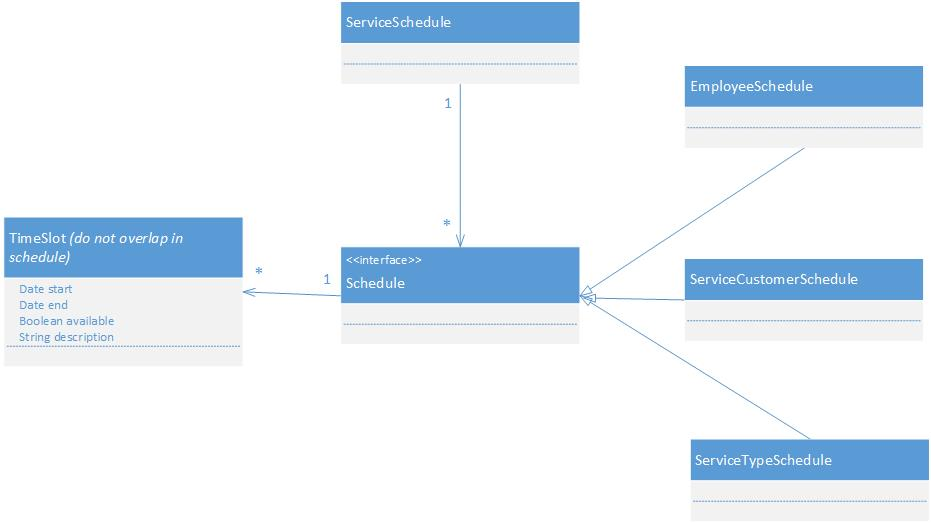 ServiceSchedule
1
*
EmployeeSchedule
TimeSlot (do not overlap in
schedule)
Date start
Date end
Boolean available
String description
*
1
<<interface>>
Schedule
ServiceCustomerSchedule
ServiceTypeSchedule